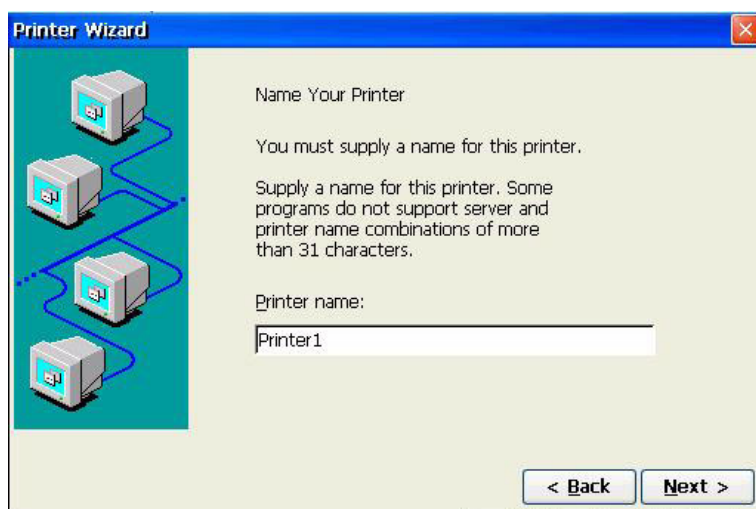 Printer Wizard
Name Your Printer
You must supply a name for this printer.
Supply a name for this printer. Some
programs do not support server and
printer name combinations of more
than 31 characters.
Printer name:
Printer1
< Back Next >